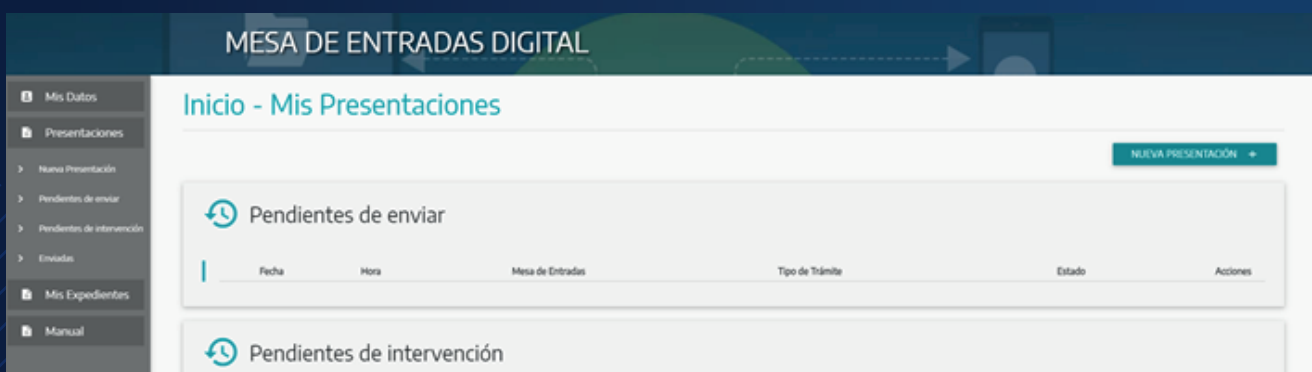 MESA DE ENTRADAS DIGITAL
Mis Datos
Presentaciones
Nueva Presentación
Pendientes de enviar
Pendientes de intervención
Enviadas
Mis Expedientes
Manual
Inicio - Mis Presentaciones
NUEVA PRESENTACIÓN +
Pendientes de enviar
Fecha Hora Mesa de Entradas Tipo de Trámite Estado Acciones
Pendientes de intervención